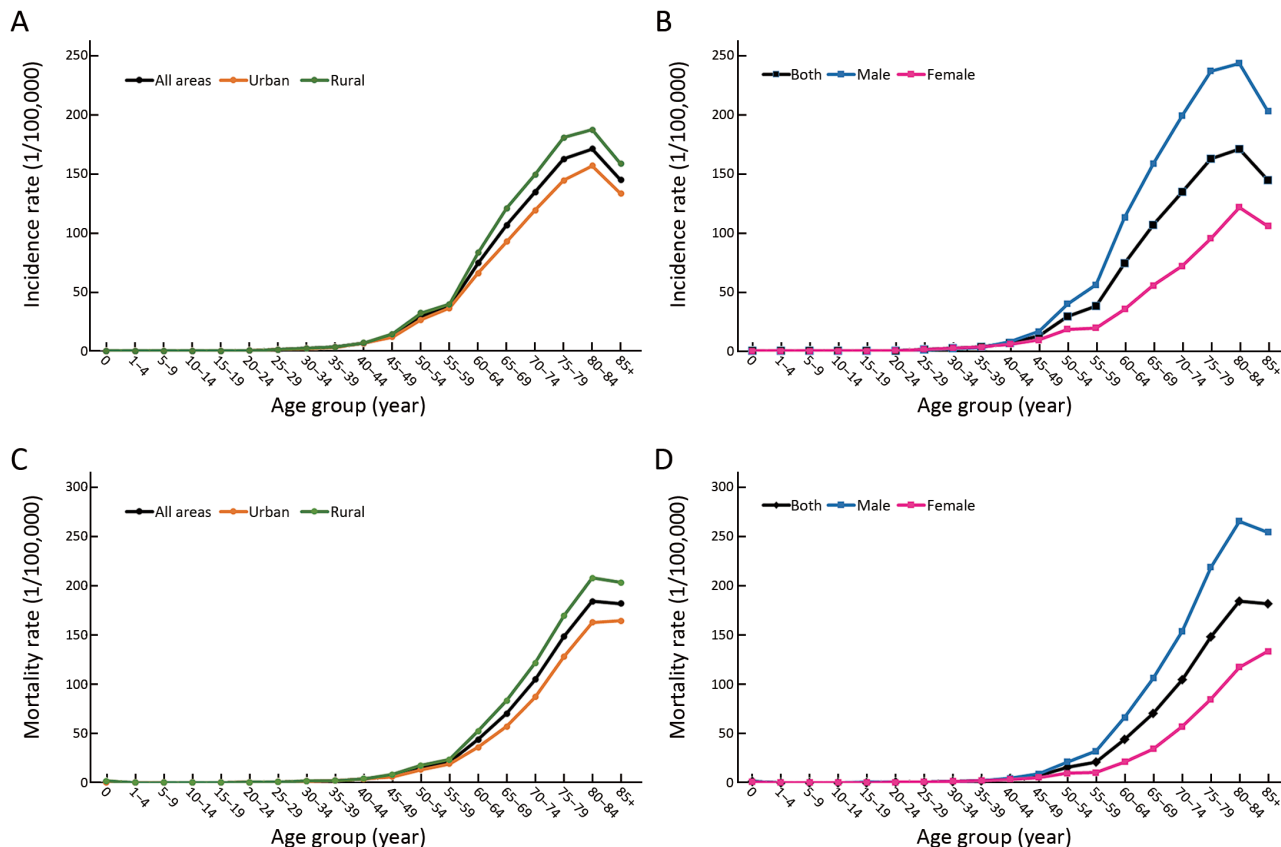 A
All areas Urban Rural
Incidence rate (1/100,000)
250
200
150
100
50
0
0 1–4 5–9 10–14 15–19 20–24 25–29 30–34 35–39 40–44 45–49 50–54 55–59 60–64 65–69 70–74 75–79 80–84 85+
Age group (year)
B
Both Male Female
Incidence rate (1/100,000)
250
200
150
100
50
0
0 1–4 5–9 10–14 15–19 20–24 25–29 30–34 35–39 40–44 45–49 50–54 55–59 60–64 65–69 70–74 75–79 80–84 85+
Age group (year)
C
All areas Urban Rural
Mortality rate (1/100,000)
300
250
200
150
100
50
0
0 1–4 5–9 10–14 15–19 20–24 25–29 30–34 35–39 40–44 45–49 50–54 55–59 60–64 65–69 70–74 75–79 80–84 85+
Age group (year)
D
Both Male Female
Mortality rate (1/100,000)
300
250
200
150
100
50
0
0 1–4 5–9 10–14 15–19 20–24 25–29 30–34 35–39 40–44 45–49 50–54 55–59 60–64 65–69 70–74 75–79 80–84 85+
Age group (year)